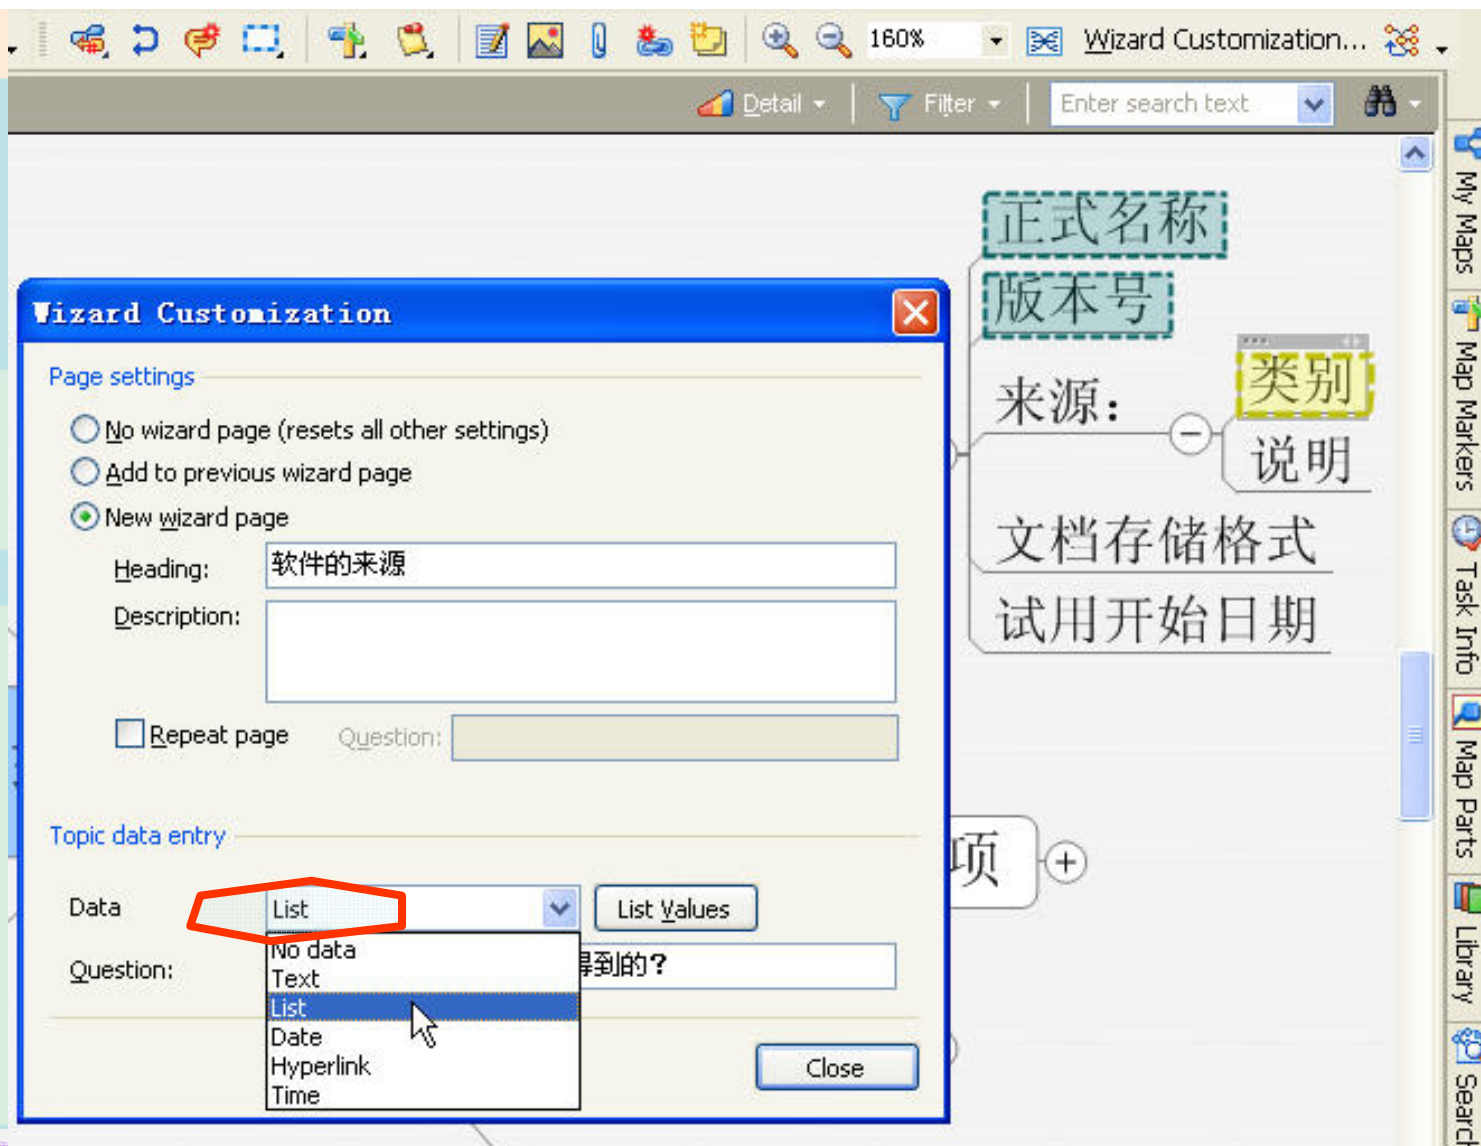 160%
Wizard Customization...
Detail
Filter
Enter search text
正式名称
版本号
来源：
类别
说明
文档存储格式
试用开始日期
项
Wizard Customization
Page settings
No wizard page (resets all other settings)
Add to previous wizard page
New wizard page
Heading:
软件的来源
Description:
Repeat page
Question:
Topic data entry
Data
List
List Values
Question:
得到的?
No data
Text
List
Date
Hyperlink
Time
Close
My Maps
Map Markers
Task Info
Map Parts
Library
Search